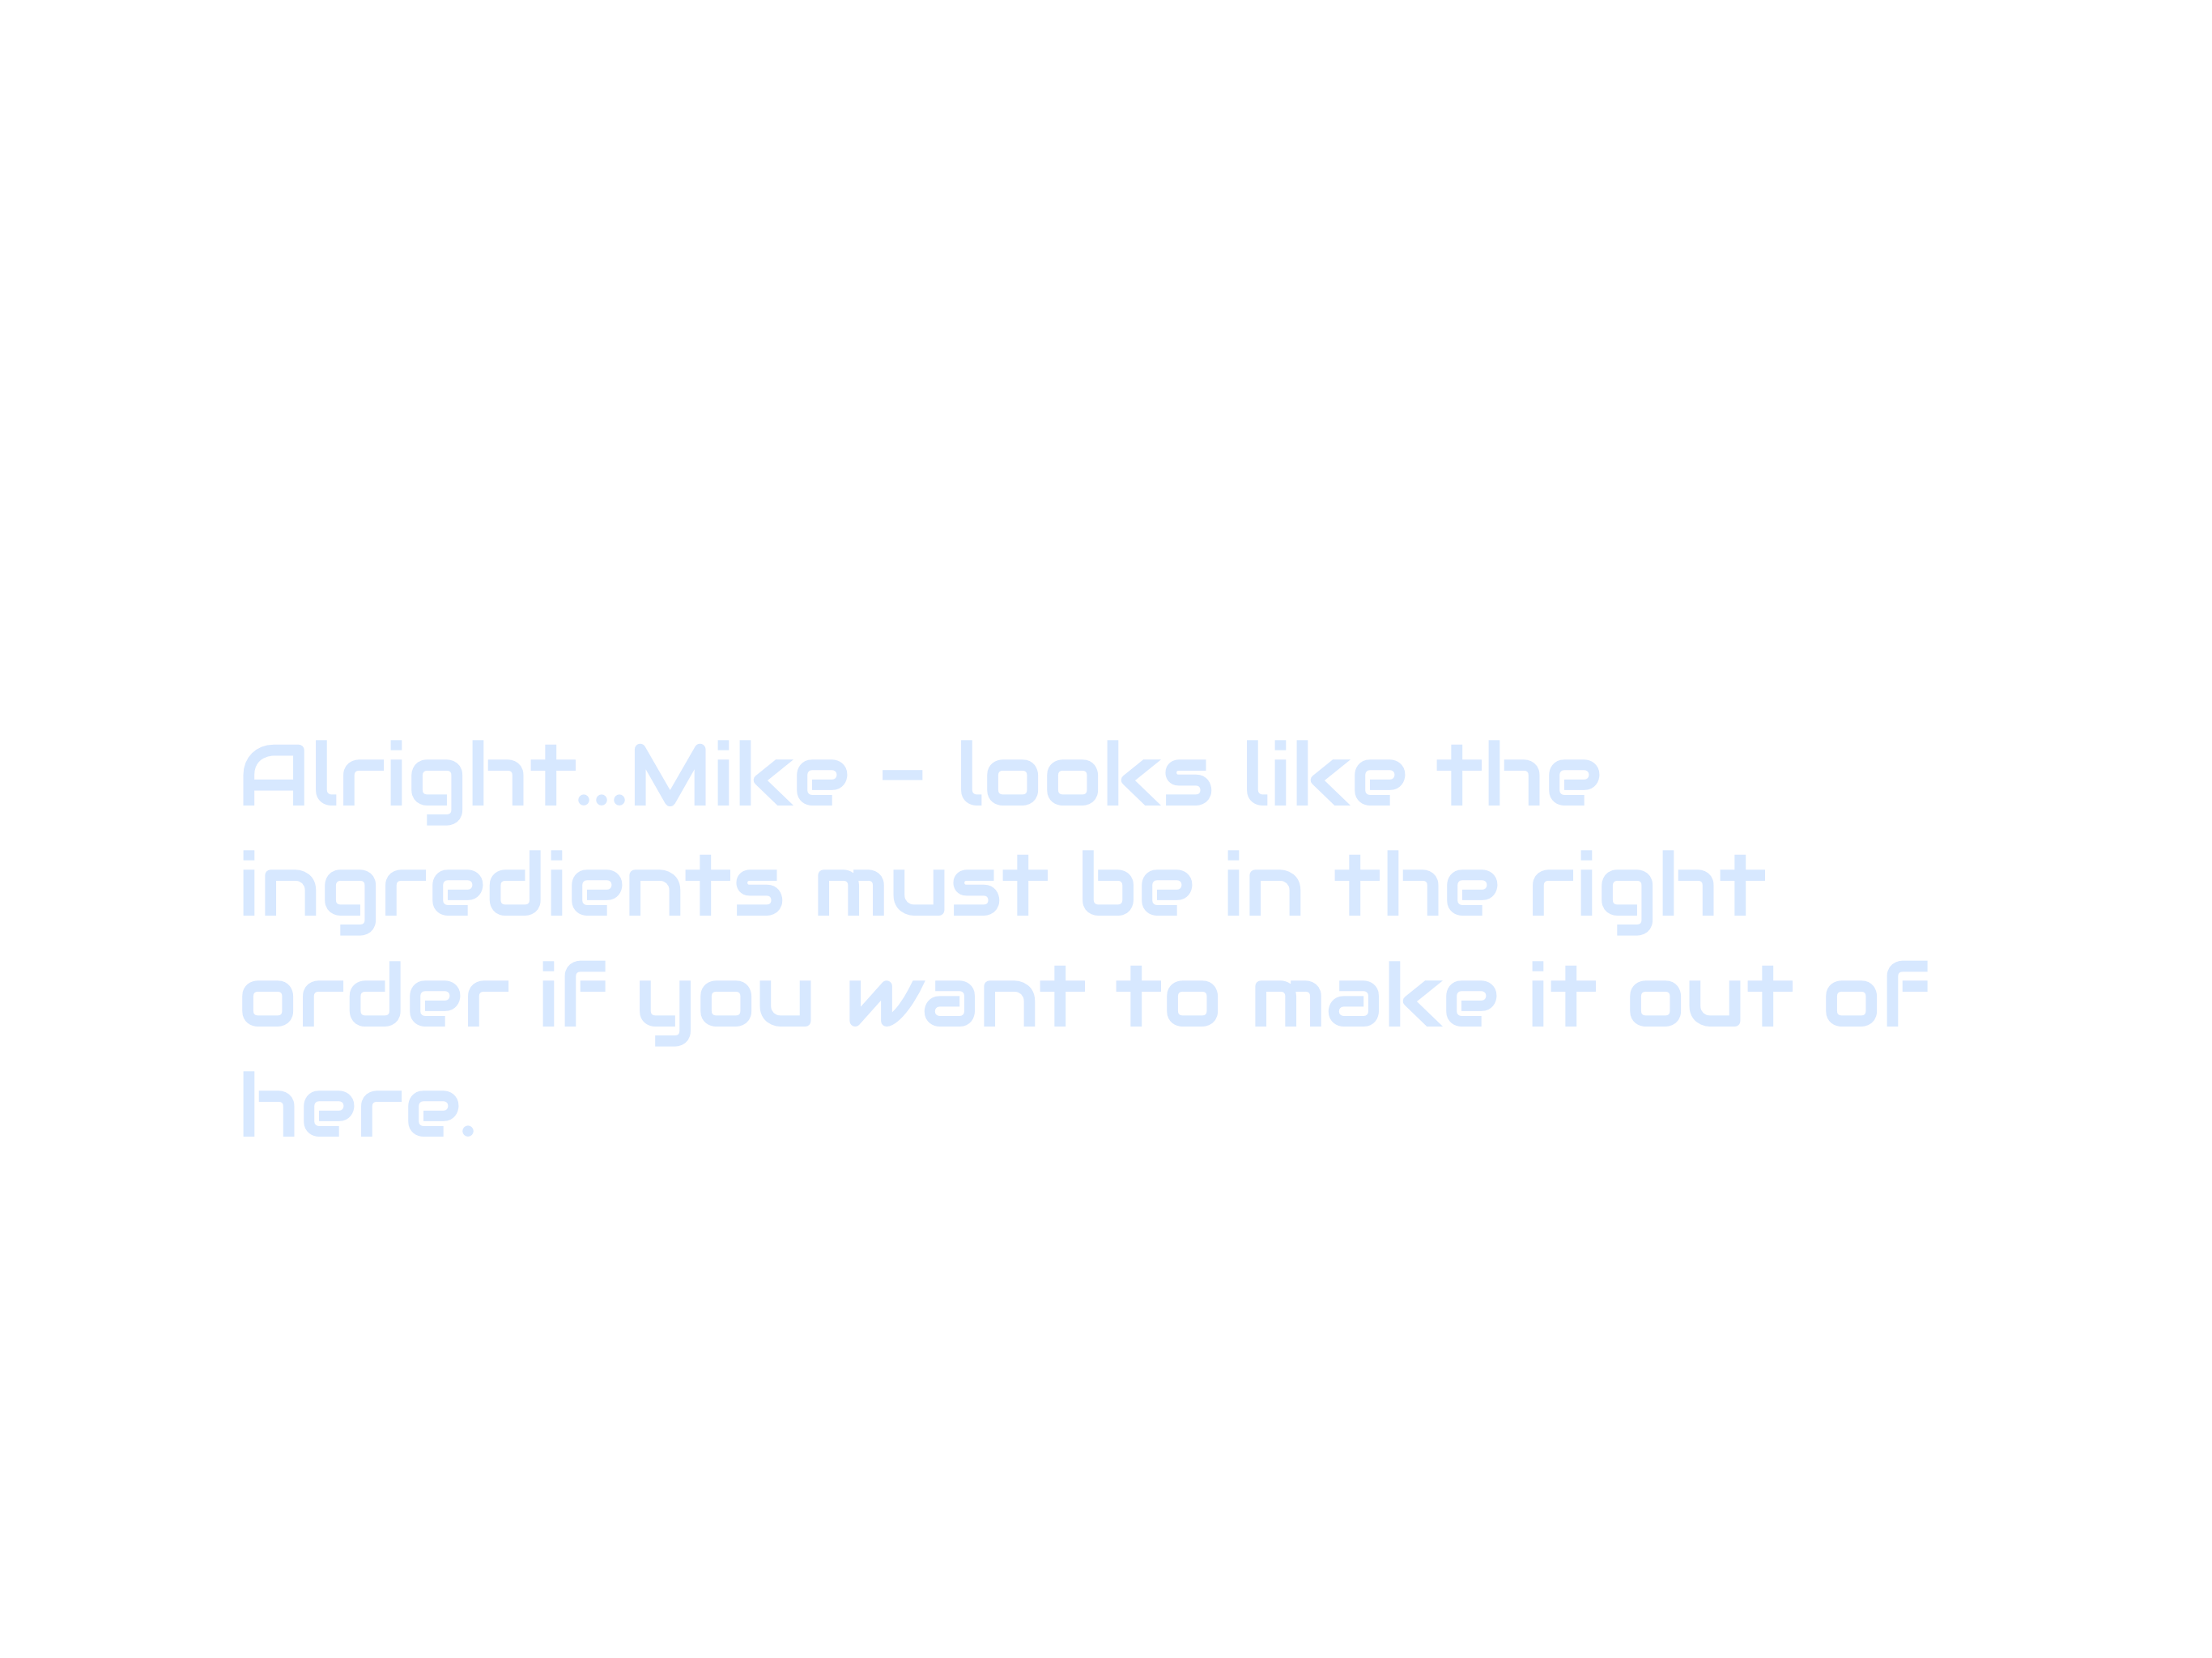 Alright...Mike - looks like the
ingredients must be in the right
order if you want to make it out of
here.